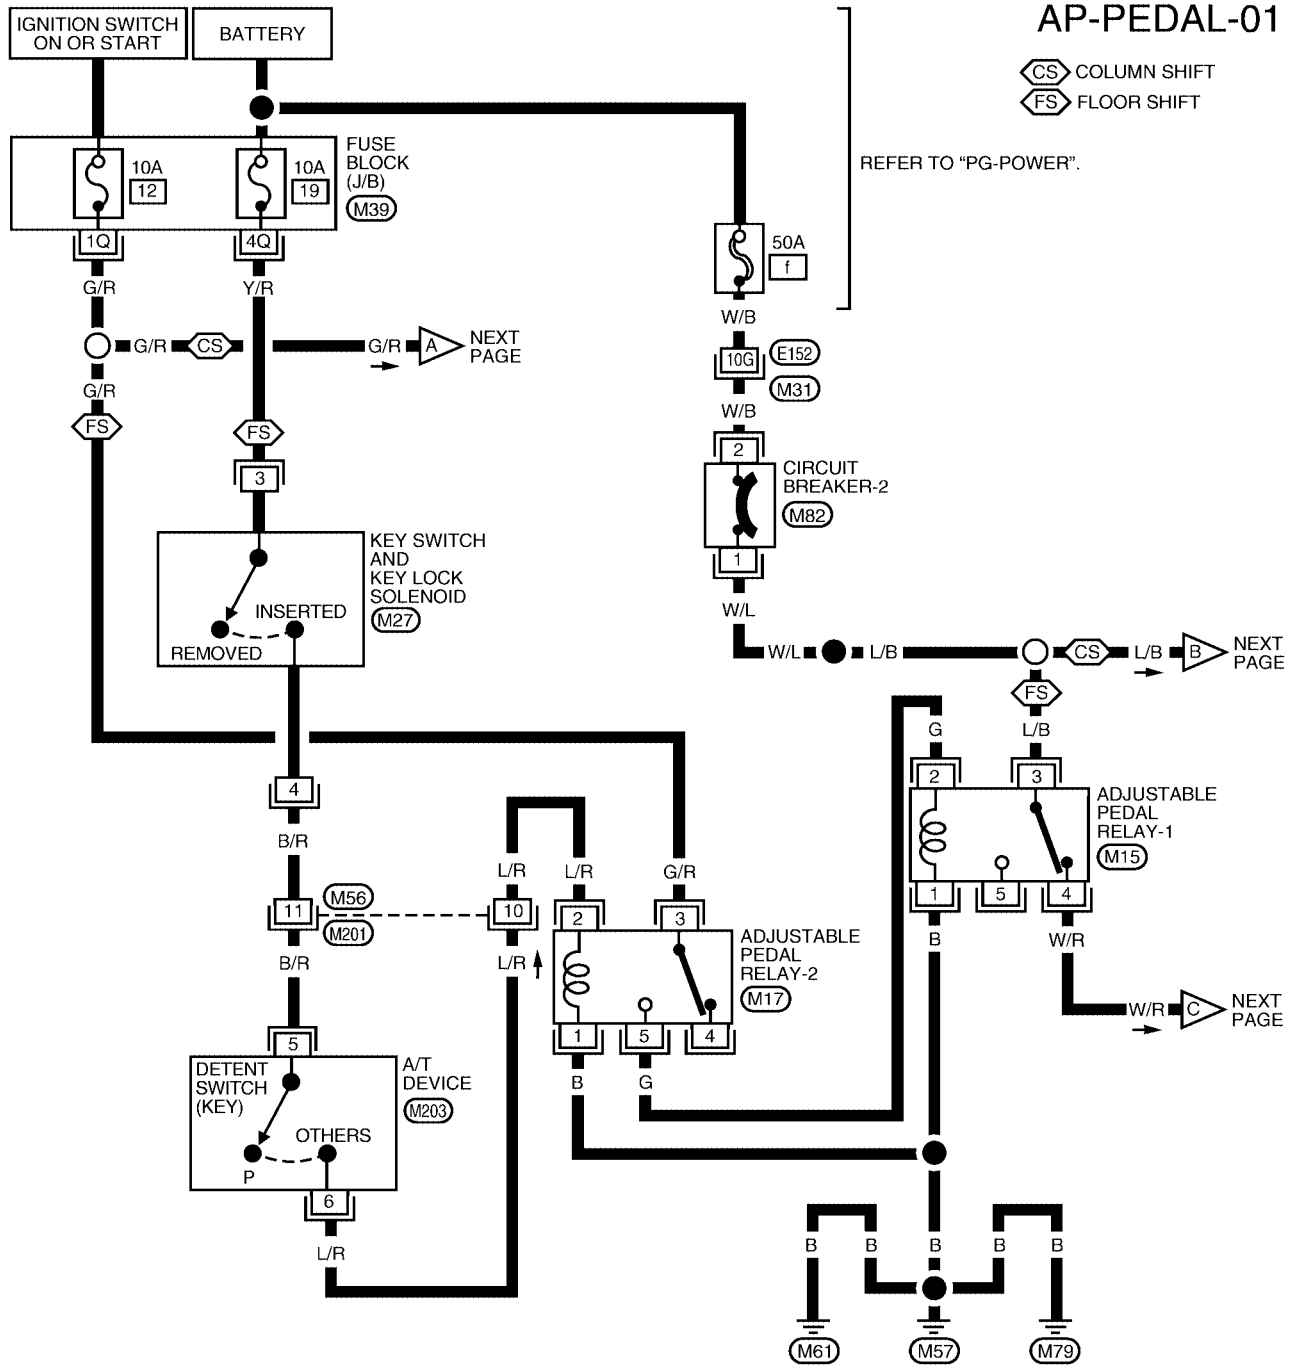 AP-PEDAL-01
IGNITION SWITCH
ON OR START
BATTERY
CS COLUMN SHIFT
FS FLOOR SHIFT
10A
12
10A
19
FUSE
BLOCK
(J/B)
M39
REFER TO “PG-POWER”.
1Q
4Q
50A
f
G/R
Y/R
W/B
G/R
CS
G/R
A
NEXT
PAGE
10G
E152
M31
G/R
W/B
FS
FS
2
3
CIRCUIT
BREAKER-2
M82
KEY SWITCH
AND
KEY LOCK
SOLENOID
M27
1
INSERTED
REMOVED
W/L
W/L
L/B
CS
L/B
B
NEXT
PAGE
FS
G
L/B
4
2
3
ADJUSTABLE
PEDAL
RELAY-1
M15
B/R
L/R
L/R
G/R
1
5
4
11
M56
M201
10
2
3
B
W/R
B/R
L/R
ADJUSTABLE
PEDAL
RELAY-2
M17
W/R
C
NEXT
PAGE
5
1
5
4
DETENT
SWITCH
(KEY)
A/T
DEVICE
M203
B
G
OTHERS
P
6
L/R
B
B
B
B
B
M61
M57
M79